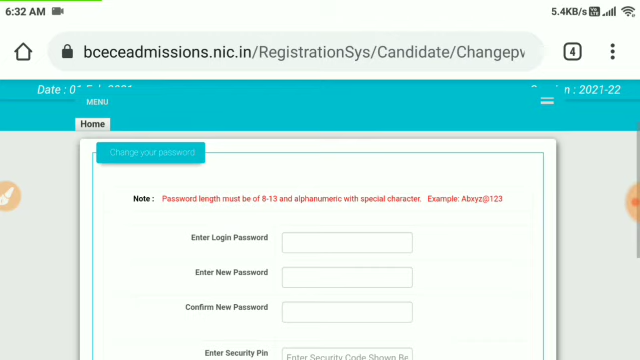 6:32 AM 5.4KB/s
bceceadmissions.nic.in/RegistrationSys/Candidate/Changepw 4
Date : 2021-22
MENU
Home
Change your password
Note : Password length must be of 8-13 and alphanumeric with special character. Example: Abxyz@123
Enter Login Password
Enter New Password
Confirm New Password
Enter Security Pin Enter Security Code Shown Be